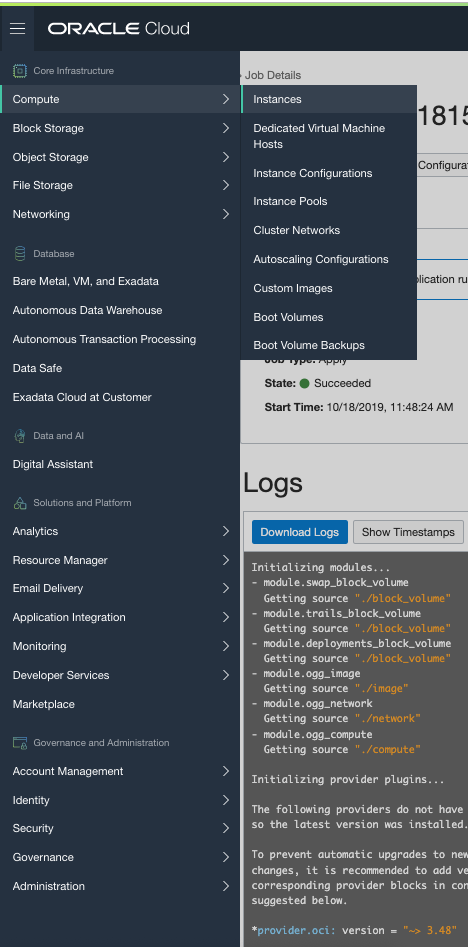 ORACLE Cloud
Core Infrastructure
Compute
Block Storage
Object Storage
File Storage
Networking
Database
Bare Metal, VM, and Exadata
Autonomous Data Warehouse
Autonomous Transaction Processing
Data Safe
Exadata Cloud at Customer
Data and AI
Digital Assistant
Solutions and Platform
Analytics
Resource Manager
Email Delivery
Application Integration
Monitoring
Developer Services
Marketplace
Governance and Administration
Account Management
Identity
Security
Governance
Administration
Instances
Dedicated Virtual Machine
Hosts
Instance Configurations
Instance Pools
Cluster Networks
Autoscaling Configurations
Custom Images
Boot Volumes
Boot Volume Backups
› Job Details
1815
Configura
lication ru
Job Type: Apply
State: Succeeded
Start Time: 10/18/2019, 11:48:24 AM
Logs
Download Logs Show Timestamps
Initializing modules...
- module.swap_block_volume
Getting source "./block_volume"
- module.trails_block_volume
Getting source "./block_volume"
- module.deployments_block_volume
Getting source "./block_volume"
- module.ogg_image
Getting source "./image"
- module.ogg_network
Getting source "./network"
- module.ogg_compute
Getting source "./compute"
Initializing provider plugins...
The following providers do not have
so the latest version was installed.
To prevent automatic upgrades to new
changes, it is recommended to add ve
corresponding provider blocks in con
suggested below.
*provider.oci: version = "~> 3.48"